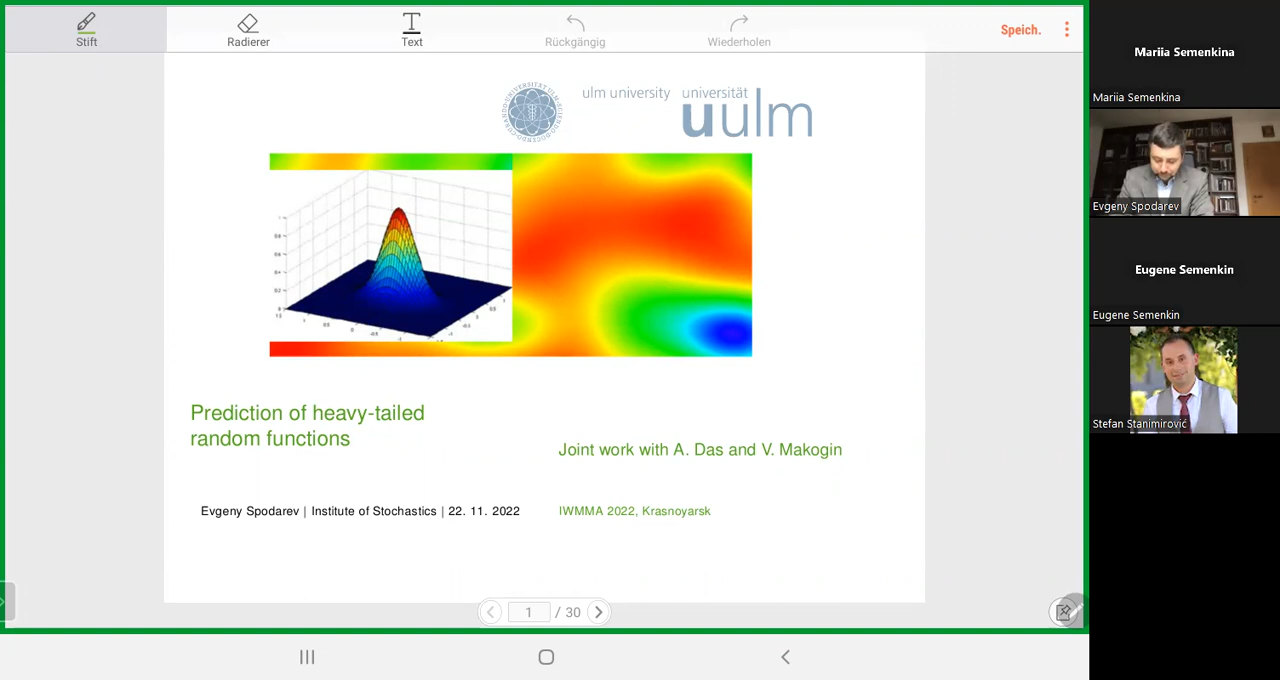 Stift
Radierer
Text
Rückgängig
Wiederholen
Speich.
ulm university universität
uulm
Prediction of heavy-tailed
random functions
Joint work with A. Das and V. Makogin
Evgeny Spodarev | Institute of Stochastics | 22. 11. 2022
IWMMA 2022, Krasnoyarsk
1 / 30
Mariia Semenkina
Mariia Semenkina
Evgeny Spodarev
Eugene Semenkin
Eugene Semenkin
Stefan Stanimirović